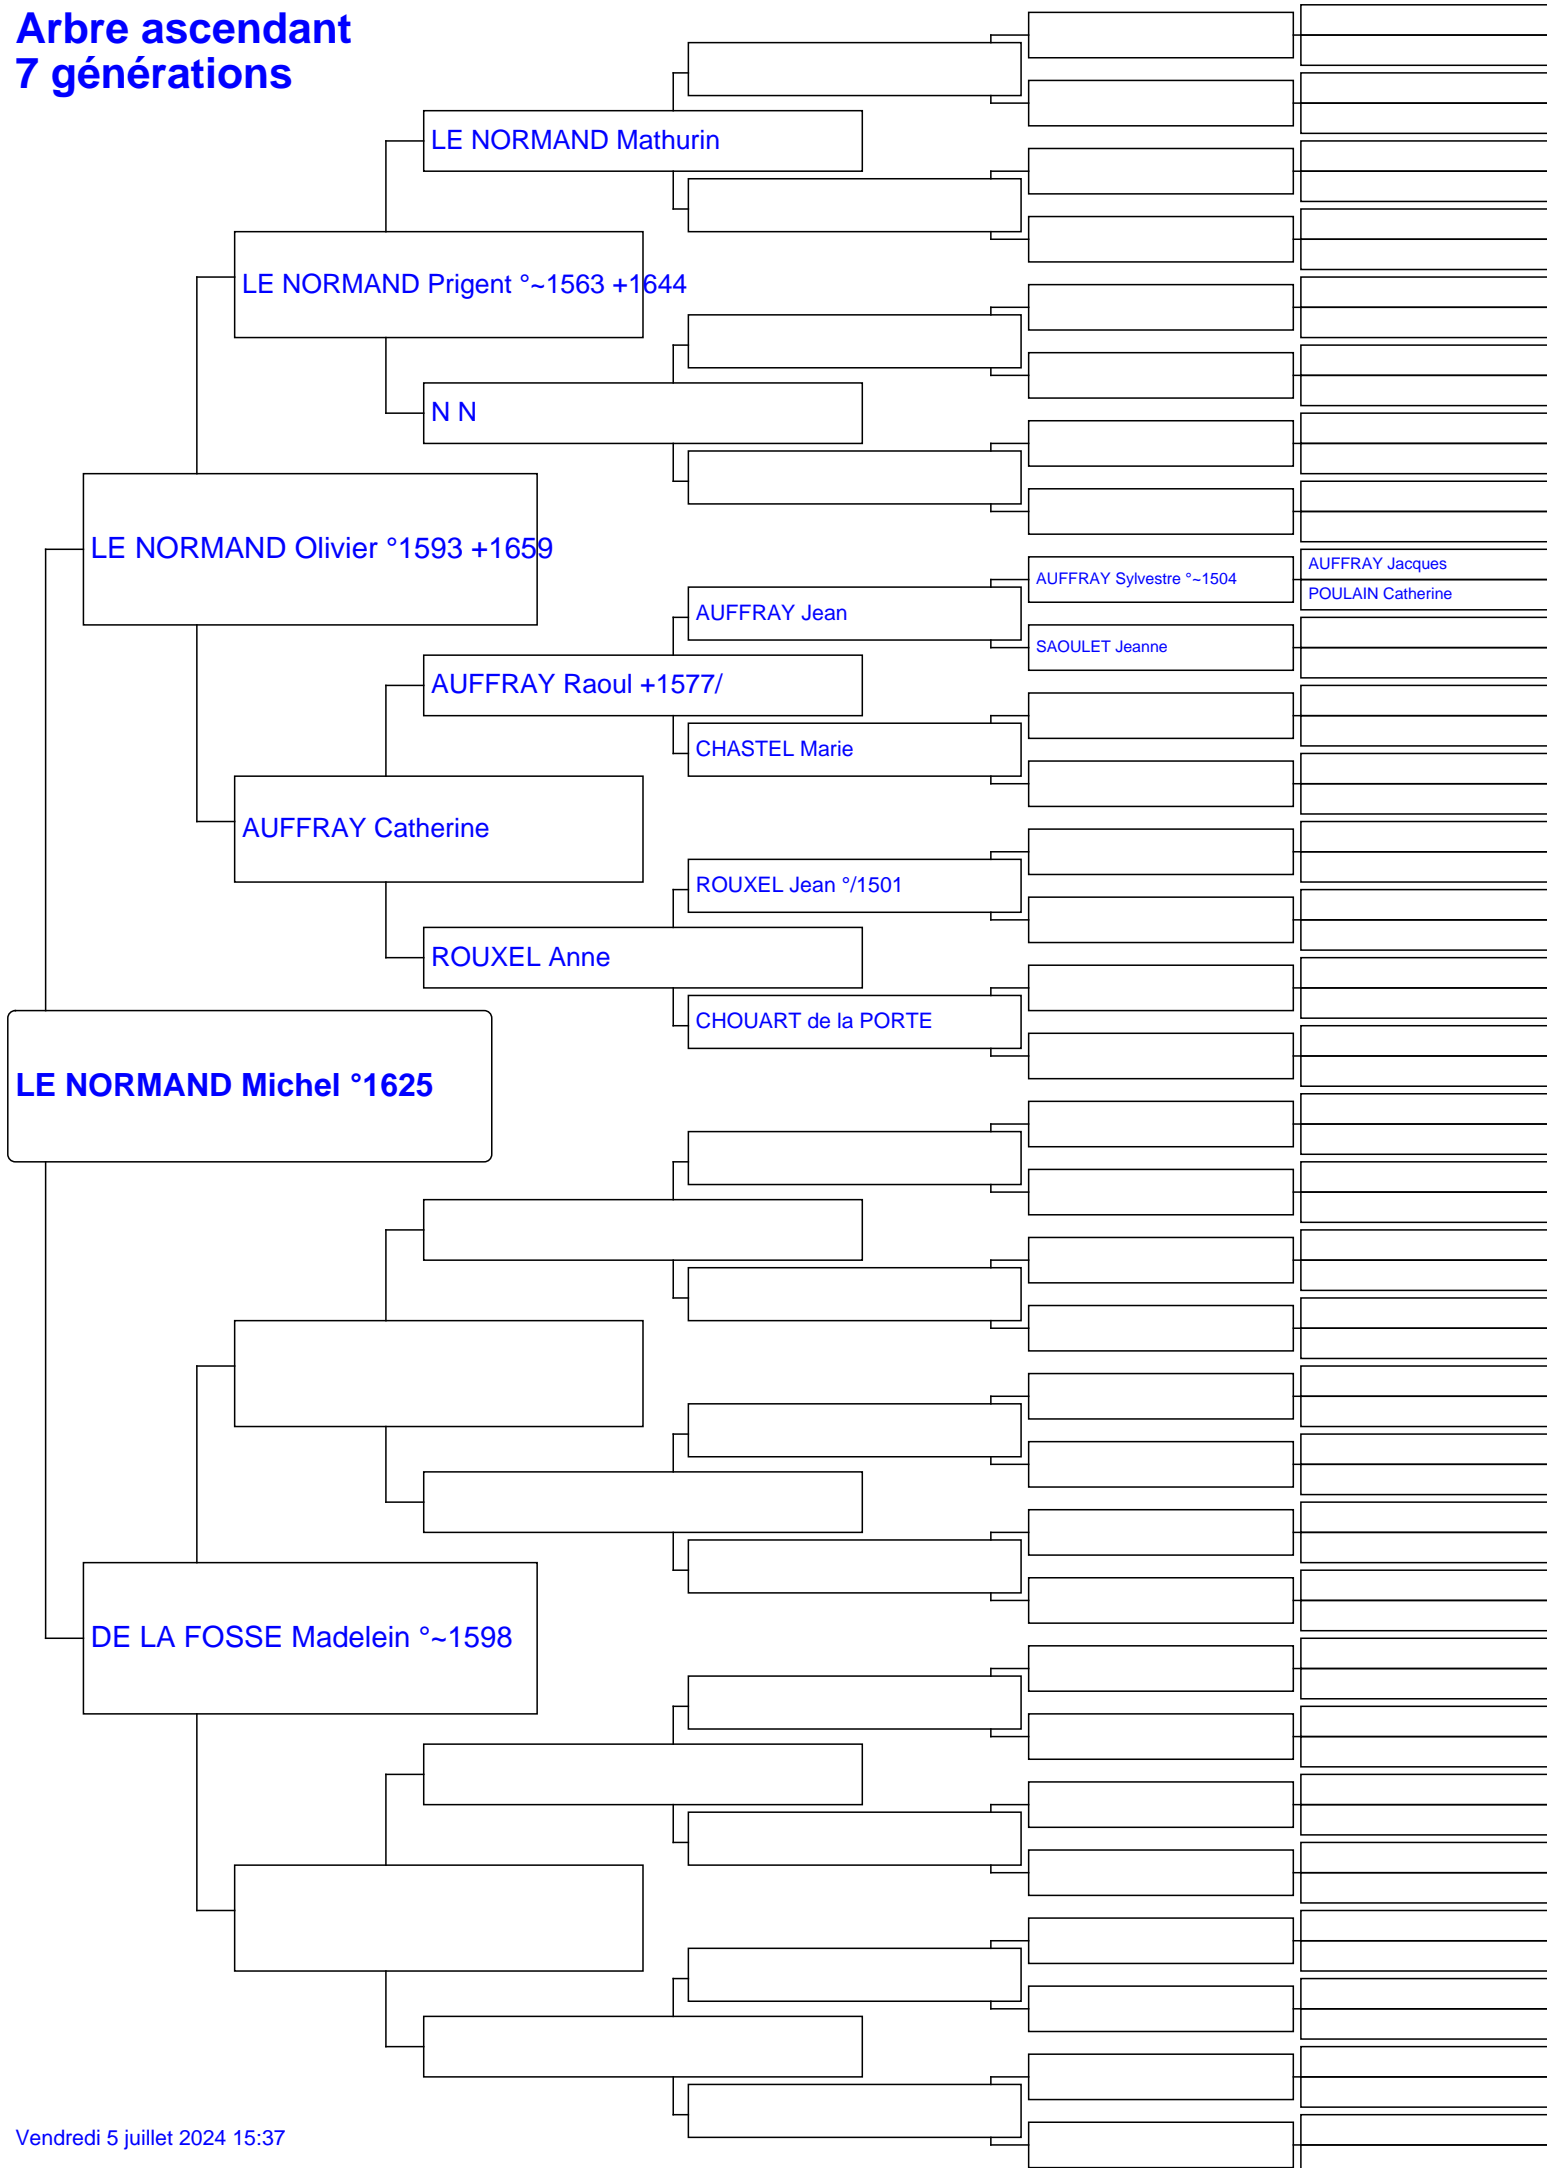 Arbre ascendant
7 générations
LE NORMAND Mathurin
LE NORMAND Prigent °~1563 +1644
N N
LE NORMAND Olivier °1593 +1659
AUFFRAY Sylvestre °~1504
AUFFRAY Jacques
POULAIN Catherine
AUFFRAY Jean
SAOULET Jeanne
AUFFRAY Raoul +1577/
CHASTEL Marie
AUFFRAY Catherine
ROUXEL Jean °/1501
ROUXEL Anne
CHOUART de la PORTE
LE NORMAND Michel °1625
DE LA FOSSE Madelein °~1598
Vendredi 5 juillet 2024 15:37